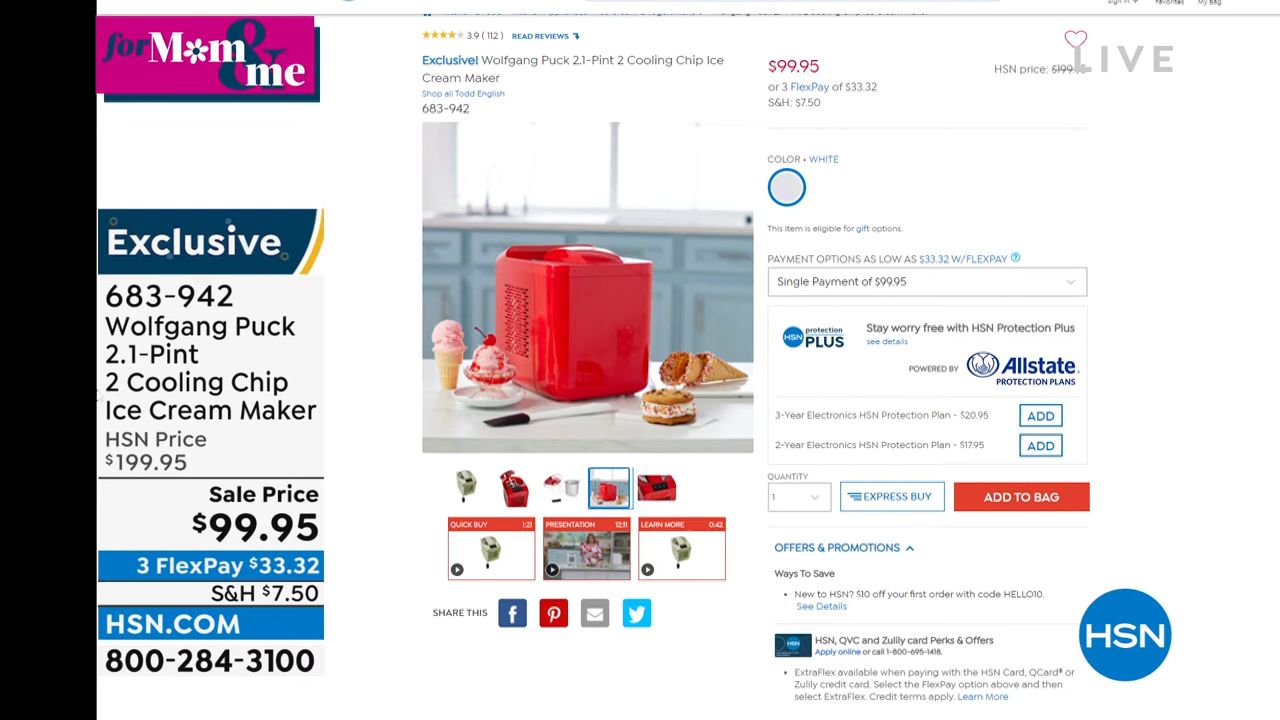 for Mom
& me
Exclusive
683-942
Wolfgang Puck
2.1-Pint
2 Cooling Chip
Ice Cream Maker
HSN Price
$199.95
Sale Price
$99.95
3 FlexPay $33.32
S&H $7.50
HSN.COM
800-284-3100
Sign In Favorites My Bag
3.9 ( 112 ) READ REVIEWS
Exclusive! Wolfgang Puck 2.1-Pint 2 Cooling Chip Ice
Cream Maker
Shop all Todd English
683-942
QUICK BUY 1:21
PRESENTATION 12:11
LEARN MORE 0:42
SHARE THIS
LIVE
$99.95
HSN price:
or 3 FlexPay of $33.32
S&H: $7.50
COLOR • WHITE
This item is eligible for gift options.
PAYMENT OPTIONS AS LOW AS $33.32 W/FLEXPAY ?
Single Payment of $99.95
HSN protection PLUS
Stay worry free with HSN Protection Plus
see details
POWERED BY Allstate
PROTECTION PLANS
3-Year Electronics HSN Protection Plan - $20.95 ADD
2-Year Electronics HSN Protection Plan - $17.95 ADD
QUANTITY
1
EXPRESS BUY
ADD TO BAG
OFFERS & PROMOTIONS
Ways To Save
• New to HSN? $10 off your first order with code HELLO10.
See Details
HSN
HSN, QVC and Zulily card Perks & Offers
Apply online or call 1-800-695-1418.
• ExtraFlex available when paying with the HSN Card, QCard® or
Zulily credit card. Select the FlexPay option above and then
select ExtraFlex. Credit terms apply. Learn More
HSN